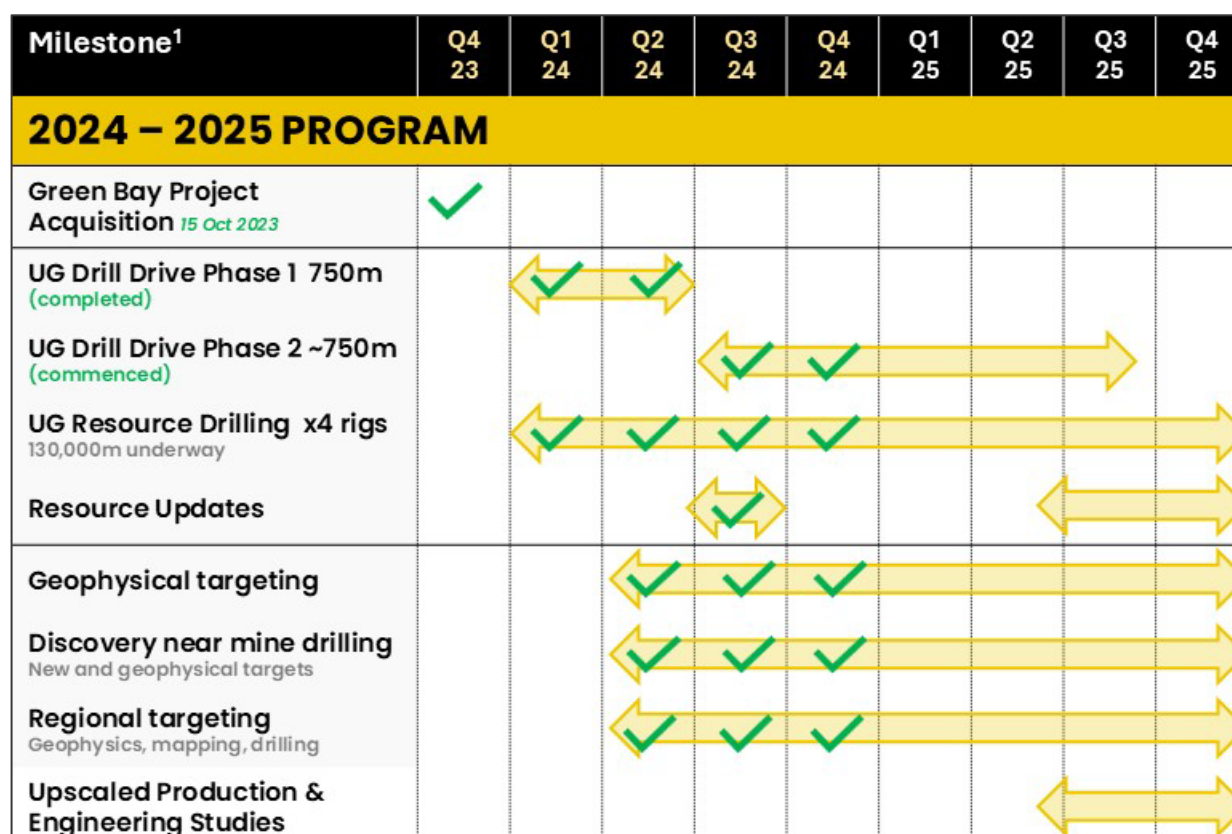 Milestone¹ Q4 23 Q1 24 Q2 24 Q3 24 Q4 24 Q1 25 Q2 25 Q3 25 Q4 25
2024 – 2025 PROGRAM
Green Bay Project
Acquisition 15 Oct 2023
UG Drill Drive Phase 1 750m
(completed)
UG Drill Drive Phase 2 ~750m
(commenced)
UG Resource Drilling x4 rigs
130,000m underway
Resource Updates
Geophysical targeting
Discovery near mine drilling
New and geophysical targets
Regional targeting
Geophysics, mapping, drilling
Upscaled Production &
Engineering Studies